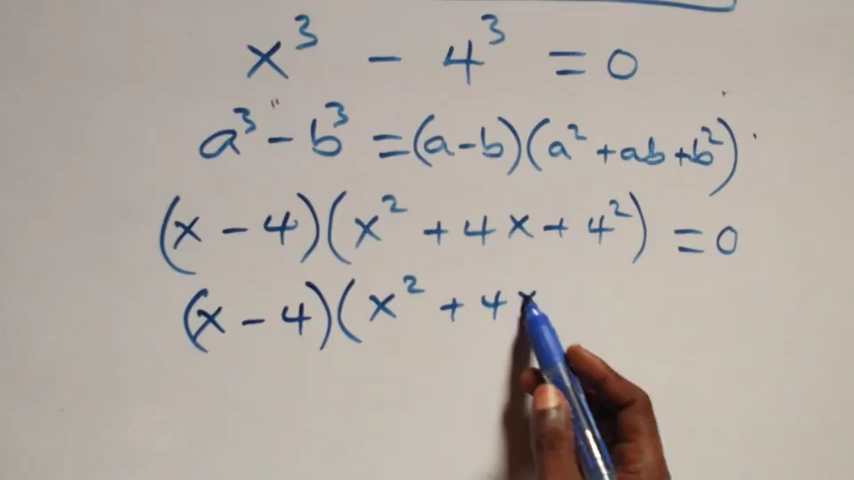 x³ - 4³ = 0
a³ - b³ = (a-b)(a² + ab + b²)
(x - 4)(x² + 4x + 4²) = 0
(x - 4)(x² + 4x